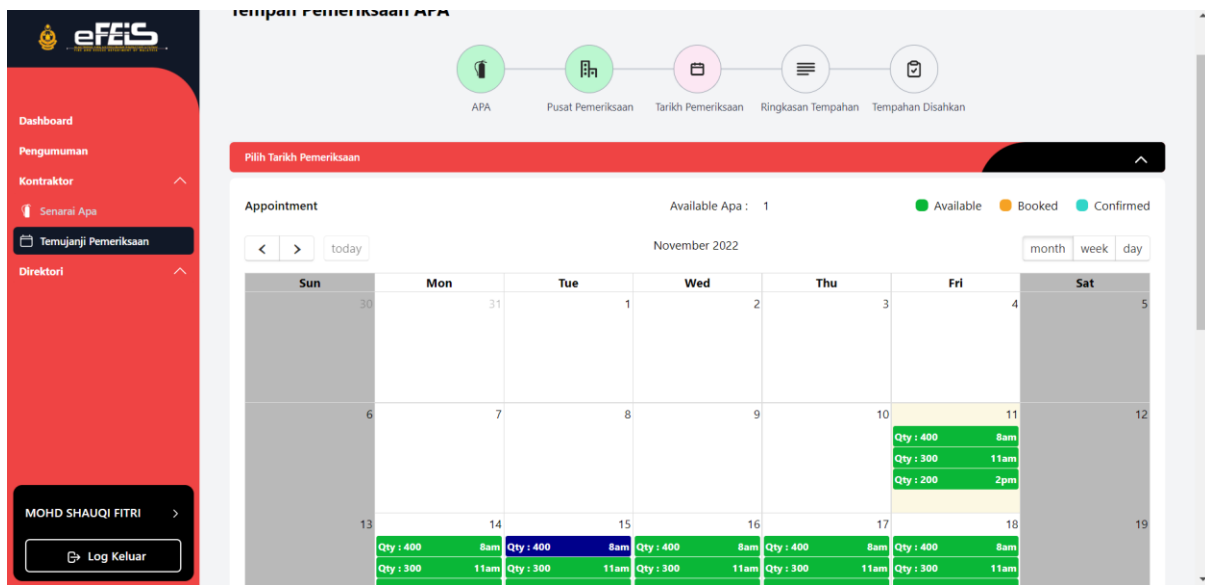 eFEiS
Tempah Pemeriksaan APA
APA
Pusat Pemeriksaan
Tarikh Pemeriksaan
Ringkasan Tempahan
Tempahan Disahkan
Dashboard
Pengumuman
Kontraktor
Senarai Apa
Temujanji Pemeriksaan
Direktori
MOHD SHAUQI FITRI
Log Keluar
Pilih Tarikh Pemeriksaan
Appointment
Available Apa : 1
Available Booked Confirmed
today
November 2022
month week day
Sun Mon Tue Wed Thu Fri Sat
30 31 1 2 3 4 5
6 7 8 9 10 11 12
Qty : 400 8am
Qty : 300 11am
Qty : 200 2pm
13 14 15 16 17 18 19
Qty : 400 8am Qty : 400 8am Qty : 400 8am Qty : 400 8am Qty : 400 8am
Qty : 300 11am Qty : 300 11am Qty : 300 11am Qty : 300 11am Qty : 300 11am